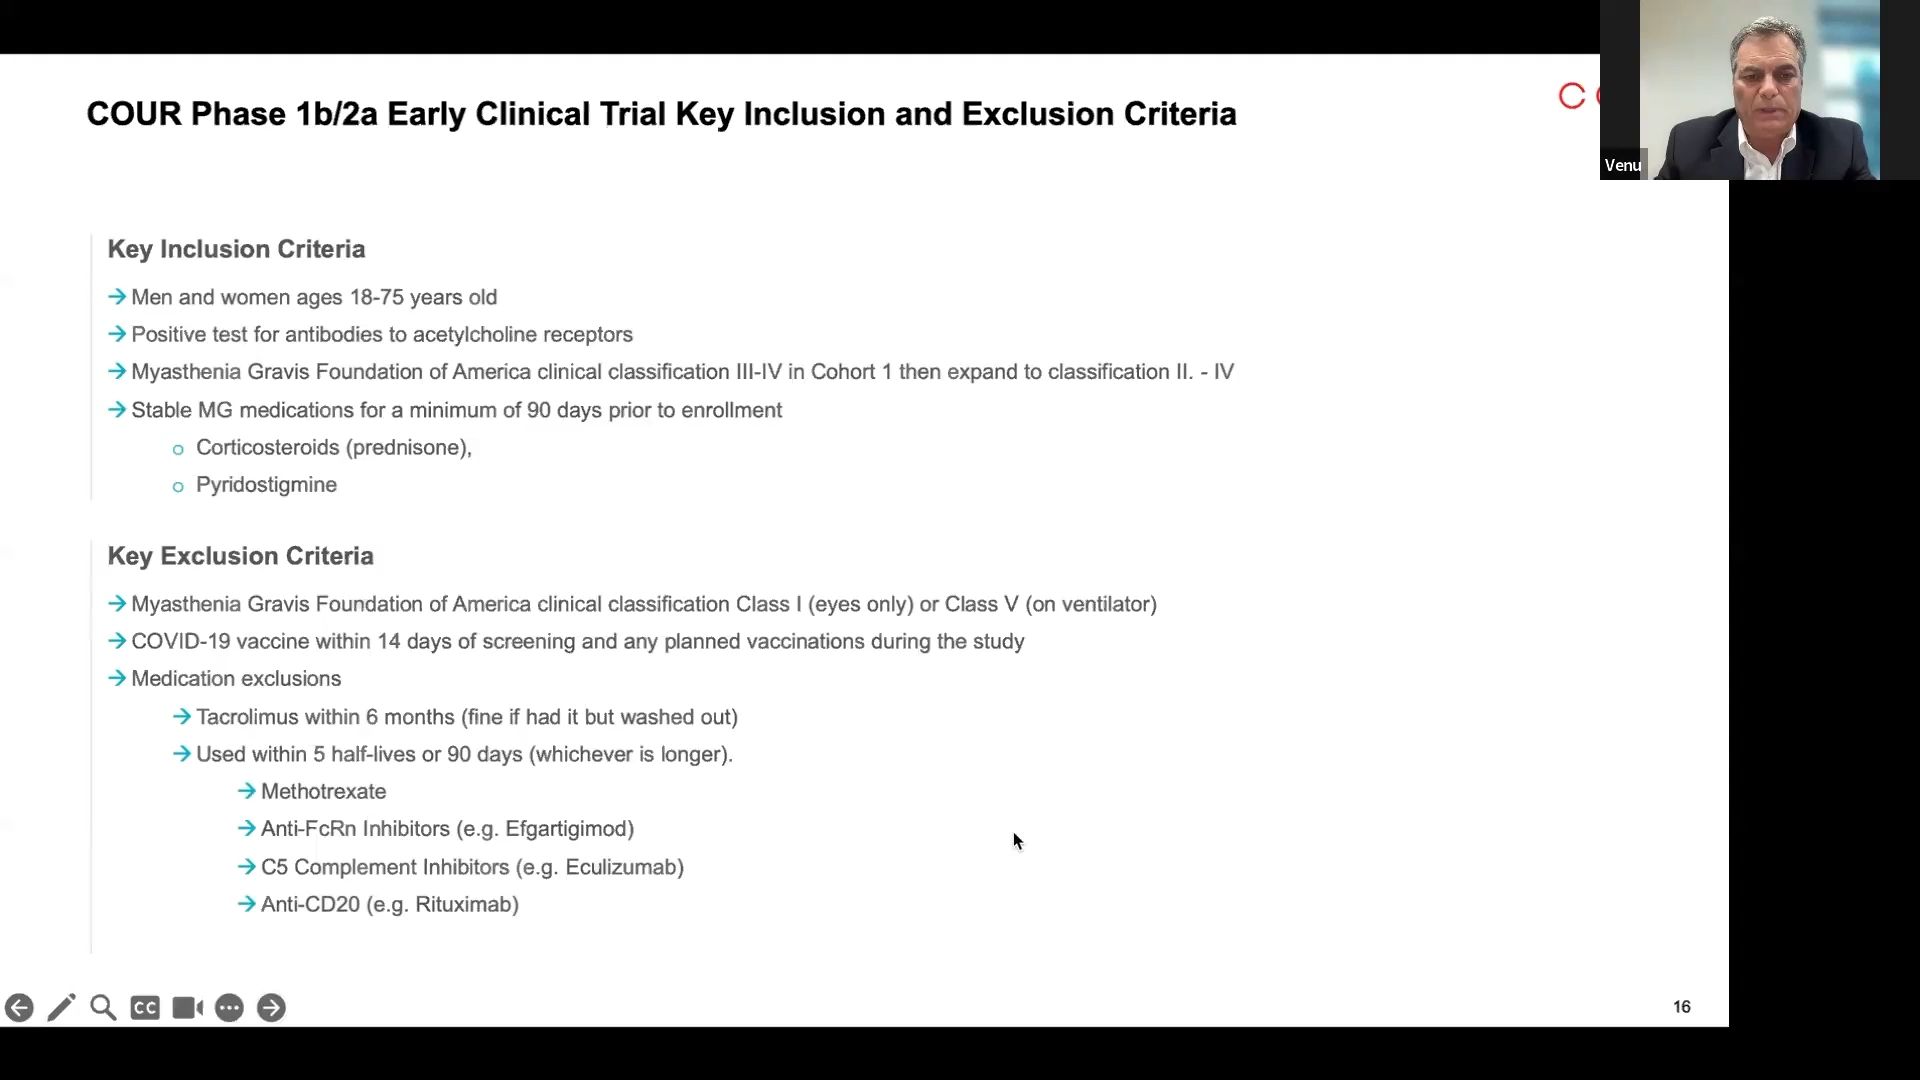 COUR Phase 1b/2a Early Clinical Trial Key Inclusion and Exclusion Criteria
Venu
Key Inclusion Criteria
Men and women ages 18-75 years old
Positive test for antibodies to acetylcholine receptors
Myasthenia Gravis Foundation of America clinical classification III-IV in Cohort 1 then expand to classification II. - IV
Stable MG medications for a minimum of 90 days prior to enrollment
Corticosteroids (prednisone),
Pyridostigmine
Key Exclusion Criteria
Myasthenia Gravis Foundation of America clinical classification Class I (eyes only) or Class V (on ventilator)
COVID-19 vaccine within 14 days of screening and any planned vaccinations during the study
Medication exclusions
Tacrolimus within 6 months (fine if had it but washed out)
Used within 5 half-lives or 90 days (whichever is longer).
Methotrexate
Anti-FcRn Inhibitors (e.g. Efgartigimod)
C5 Complement Inhibitors (e.g. Eculizumab)
Anti-CD20 (e.g. Rituximab)
CC
16